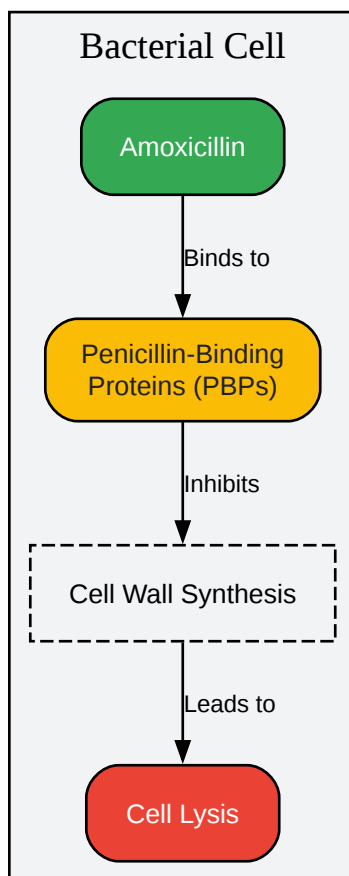 Bacterial Cell
Amoxicillin
Binds to
Penicillin-Binding
Proteins (PBPs)
Inhibits
Cell Wall Synthesis
Leads to
Cell Lysis